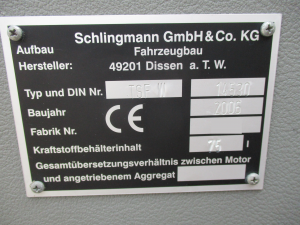 Schlingmann GmbH & Co. KG
Aufbau Fahrzeugbau
Hersteller: 49201 Dissen a. T. W.
Typ und DIN Nr.
Baujahr 2005
Fabrik Nr. CE
Kraftstoffbehälterinhalt 75 l
Gesamtübersetzungsverhältnis zwischen Motor
und angetriebenem Aggregat